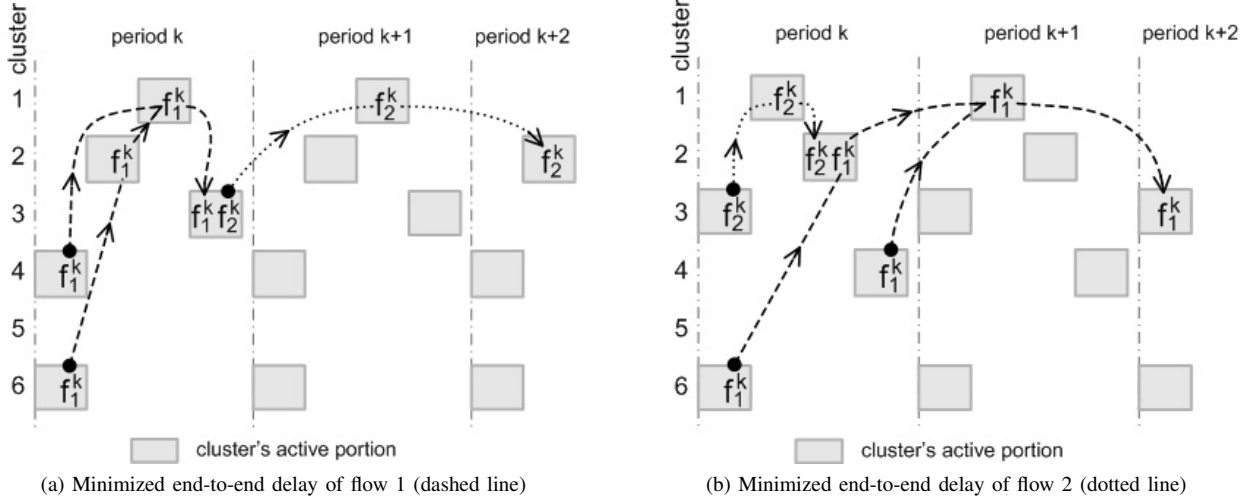 cluster
period k
period k+1
period k+2
1
f₁ᵏ
f₂ᵏ
2
f₁ᵏ
f₂ᵏ
3
f₁ᵏ f₂ᵏ
4
f₁ᵏ
5
6
f₁ᵏ
cluster's active portion
(a) Minimized end-to-end delay of flow 1 (dashed line)
cluster
period k
period k+1
period k+2
1
f₂ᵏ
f₁ᵏ
2
f₂ᵏ f₁ᵏ
3
f₂ᵏ
f₁ᵏ
4
f₁ᵏ
5
6
f₁ᵏ
cluster's active portion
(b) Minimized end-to-end delay of flow 2 (dotted line)